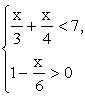 x/3 + x/4 < 7,
1 - x/6 > 0